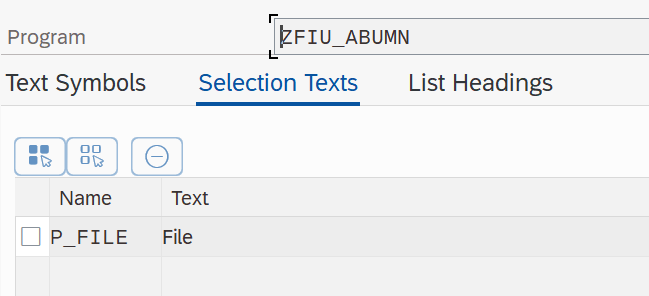 Program ZFIU_ABUMN
Text Symbols Selection Texts List Headings
Name Text
P_FILE File